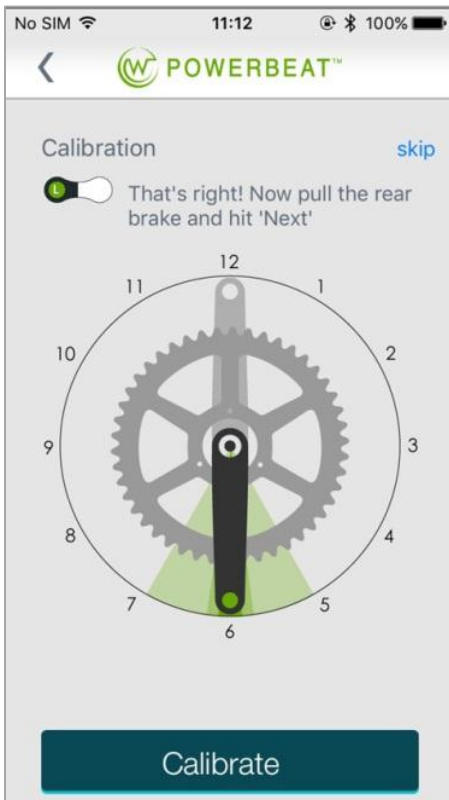 No SIM 11:12 100%
POWERBEAT™
Calibration skip
L That's right! Now pull the rear
brake and hit 'Next'
12
11 1
10 2
9 3
8 4
7 5
6
Calibrate